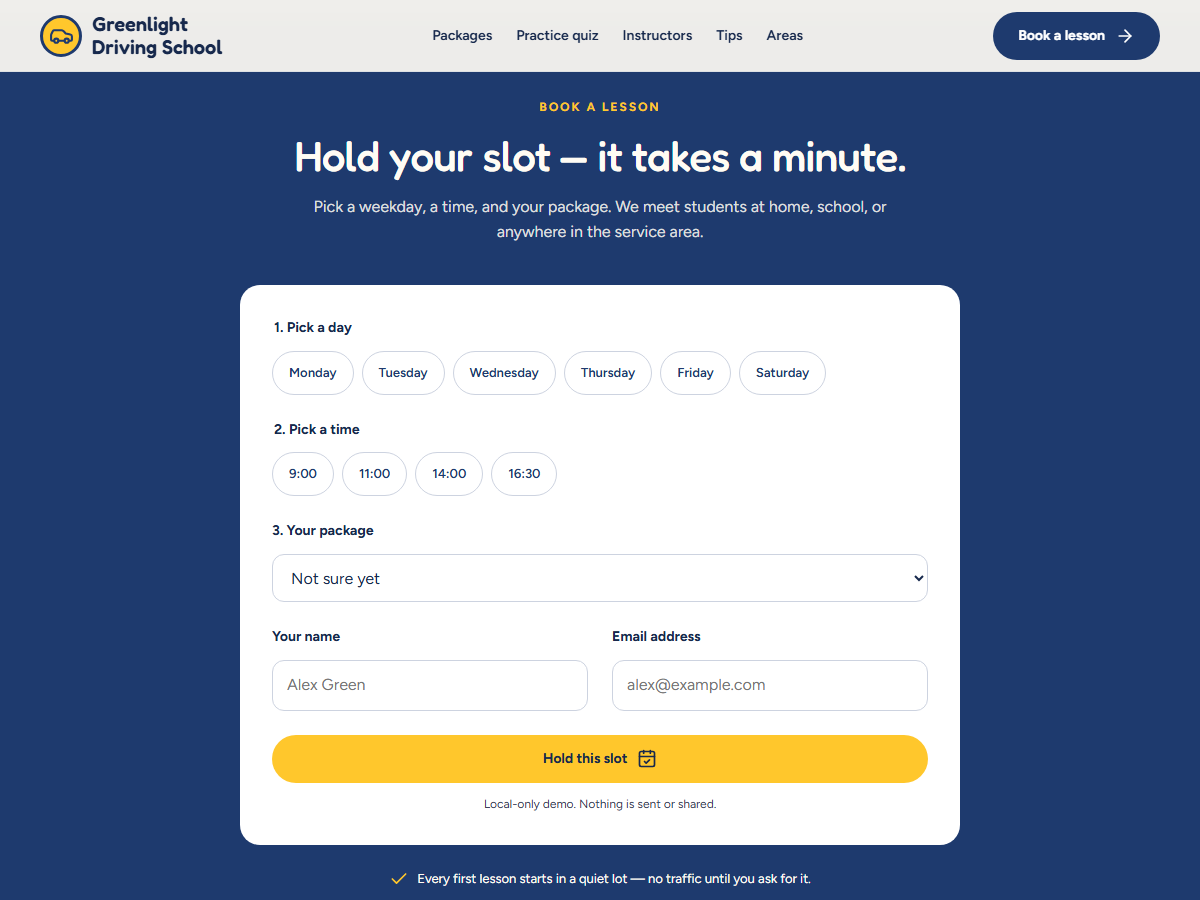 Greenlight
Driving School
Packages
Practice quiz
Instructors
Tips
Areas
Book a lesson
BOOK A LESSON
Hold your slot — it takes a minute.
Pick a weekday, a time, and your package. We meet students at home, school, or
anywhere in the service area.
1. Pick a day
Monday
Tuesday
Wednesday
Thursday
Friday
Saturday
2. Pick a time
9:00
11:00
14:00
16:30
3. Your package
Not sure yet
Your name
Email address
Alex Green
alex@example.com
Hold this slot
Local-only demo. Nothing is sent or shared.
Every first lesson starts in a quiet lot — no traffic until you ask for it.